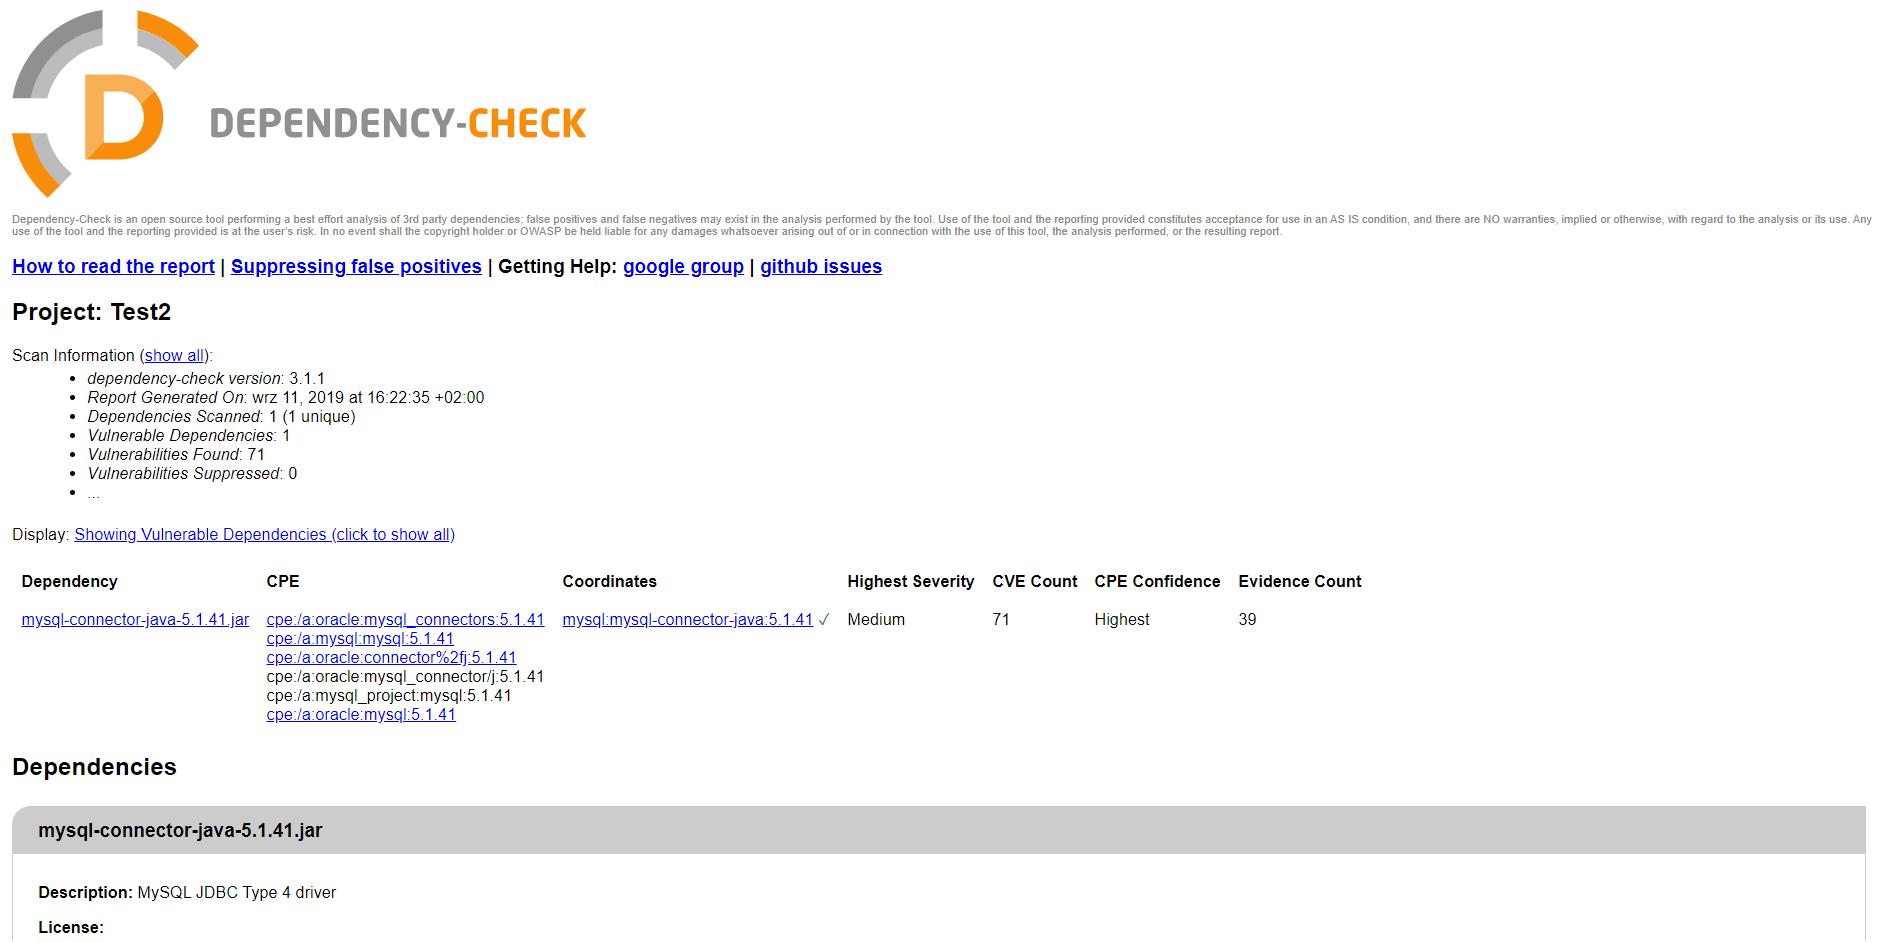 DEPENDENCY-CHECK
Dependency-Check is an open source tool performing a best effort analysis of 3rd party dependencies; false positives and false negatives may exist in the analysis performed by the tool. Use of the tool and the reporting provided constitutes acceptance for use in an AS IS condition, and there are NO warranties, implied or otherwise, with regard to the analysis or its use. Any
use of the tool and the reporting provided is at the user's risk. In no event shall the copyright holder or OWASP be held liable for any damages whatsoever arising out of or in connection with the use of this tool, the analysis performed, or the resulting report.
How to read the report | Suppressing false positives | Getting Help: google group | github issues
Project: Test2
Scan Information (show all):
• dependency-check version: 3.1.1
• Report Generated On: wrz 11, 2019 at 16:22:35 +02:00
• Dependencies Scanned: 1 (1 unique)
• Vulnerable Dependencies: 1
• Vulnerabilities Found: 71
• Vulnerabilities Suppressed: 0
• ...
Display: Showing Vulnerable Dependencies (click to show all)
Dependency CPE Coordinates Highest Severity CVE Count CPE Confidence Evidence Count
mysql-connector-java-5.1.41.jar cpe:/a:oracle:mysql_connectors:5.1.41 mysql:mysql-connector-java:5.1.41 ✓ Medium 71 Highest 39
cpe:/a:mysql:mysql:5.1.41
cpe:/a:oracle:connector%2fj:5.1.41
cpe:/a:oracle:mysql_connector/j:5.1.41
cpe:/a:mysql_project:mysql:5.1.41
cpe:/a:oracle:mysql:5.1.41
Dependencies
mysql-connector-java-5.1.41.jar
Description: MySQL JDBC Type 4 driver
License: